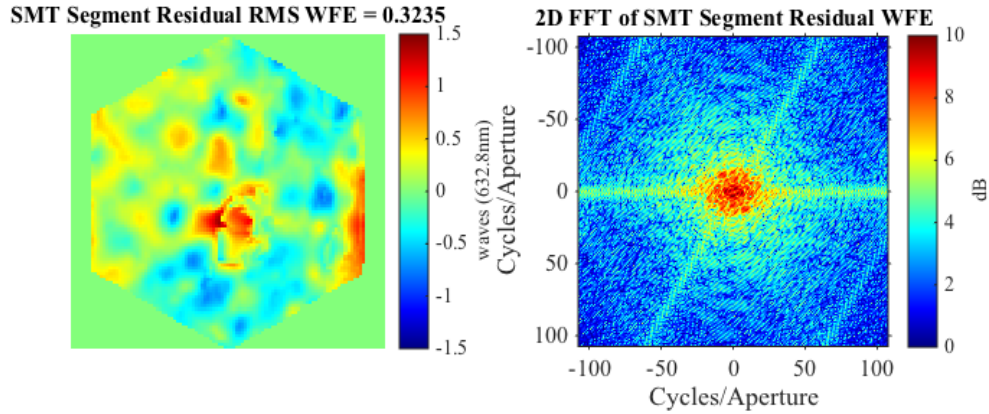 SMT Segment Residual RMS WFE = 0.3235
1.5
1
0.5
0
-0.5
-1
-1.5
waves (632.8nm)
2D FFT of SMT Segment Residual WFE
-100
-50
0
50
100
Cycles/Aperture
-100 -50 0 50 100
Cycles/Aperture
10
8
6
4
2
0
dB